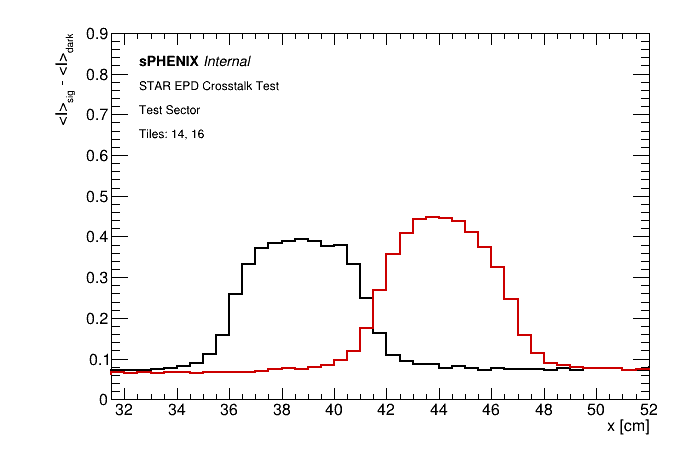 <I>sig - <I>dark
0.9
0.8
0.7
0.6
0.5
0.4
0.3
0.2
0.1
0
sPHENIX Internal
STAR EPD Crosstalk Test
Test Sector
Tiles: 14, 16
32 34 36 38 40 42 44 46 48 50 52
x [cm]